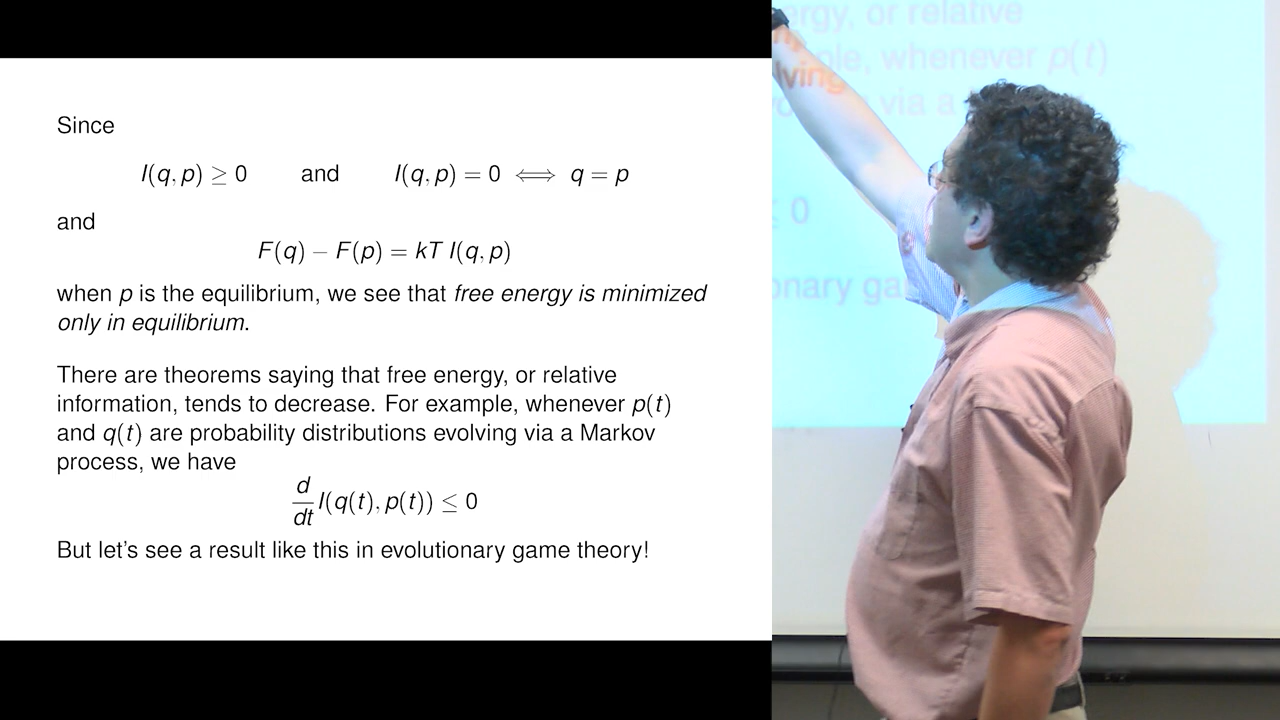 Since
I(q, p) ≥ 0 and I(q, p) = 0 ⟺ q = p
and
F(q) − F(p) = kT I(q, p)
when p is the equilibrium, we see that free energy is minimized
only in equilibrium.
There are theorems saying that free energy, or relative
information, tends to decrease. For example, whenever p(t)
and q(t) are probability distributions evolving via a Markov
process, we have
d/dt I(q(t), p(t)) ≤ 0
But let's see a result like this in evolutionary game theory!
ergy, or relative
ple, whenever p(t)
lving via a
≤ 0
onary ga